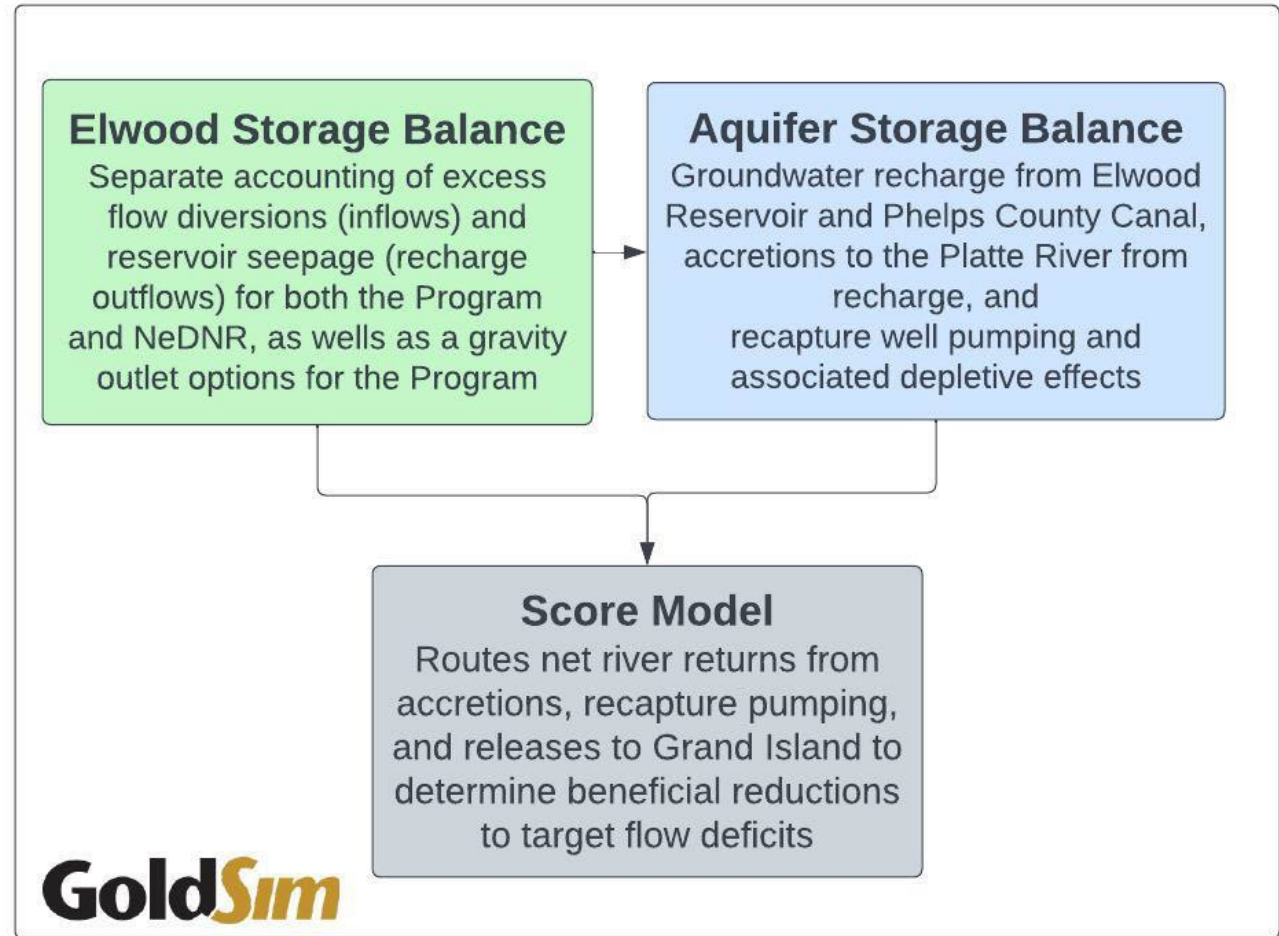 Elwood Storage Balance
Separate accounting of excess
flow diversions (inflows) and
reservoir seepage (recharge
outflows) for both the Program
and NeDNR, as wells as a gravity
outlet options for the Program
Aquifer Storage Balance
Groundwater recharge from Elwood
Reservoir and Phelps County Canal,
accretions to the Platte River from
recharge, and
recapture well pumping and
associated depletive effects
Score Model
Routes net river returns from
accretions, recapture pumping,
and releases to Grand Island to
determine beneficial reductions
to target flow deficits
GoldSim